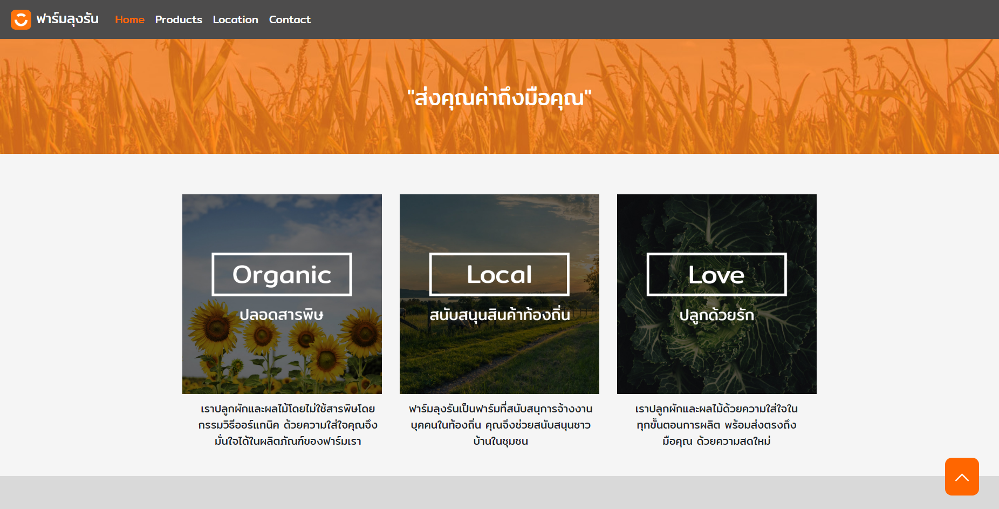 ฟาร์มลุงรัน Home Products Location Contact
"ส่งคุณค่าถึงมือคุณ"
Organic
ปลอดสารพิษ
เราปลูกผักและผลไม้โดยไม่ใช้สารพิษโดย
กรรมวิธีออร์แกนิค ด้วยความใส่ใจคุณจึง
มั่นใจได้ในผลิตภัณฑ์ของฟาร์มเรา
Local
สนับสนุนสินค้าท้องถิ่น
ฟาร์มลุงรันเป็นฟาร์มที่สนับสนุการจ้างงาน
บุคคนในท้องถิ่น คุณจึงช่วยสนับสนุนชาว
บ้านในชุมชน
Love
ปลูกด้วยรัก
เราปลูกผักและผลไม้ด้วยความใส่ใจใน
ทุกขั้นตอนการผลิต พร้อมส่งตรงถึง
มือคุณ ด้วยความสดใหม่